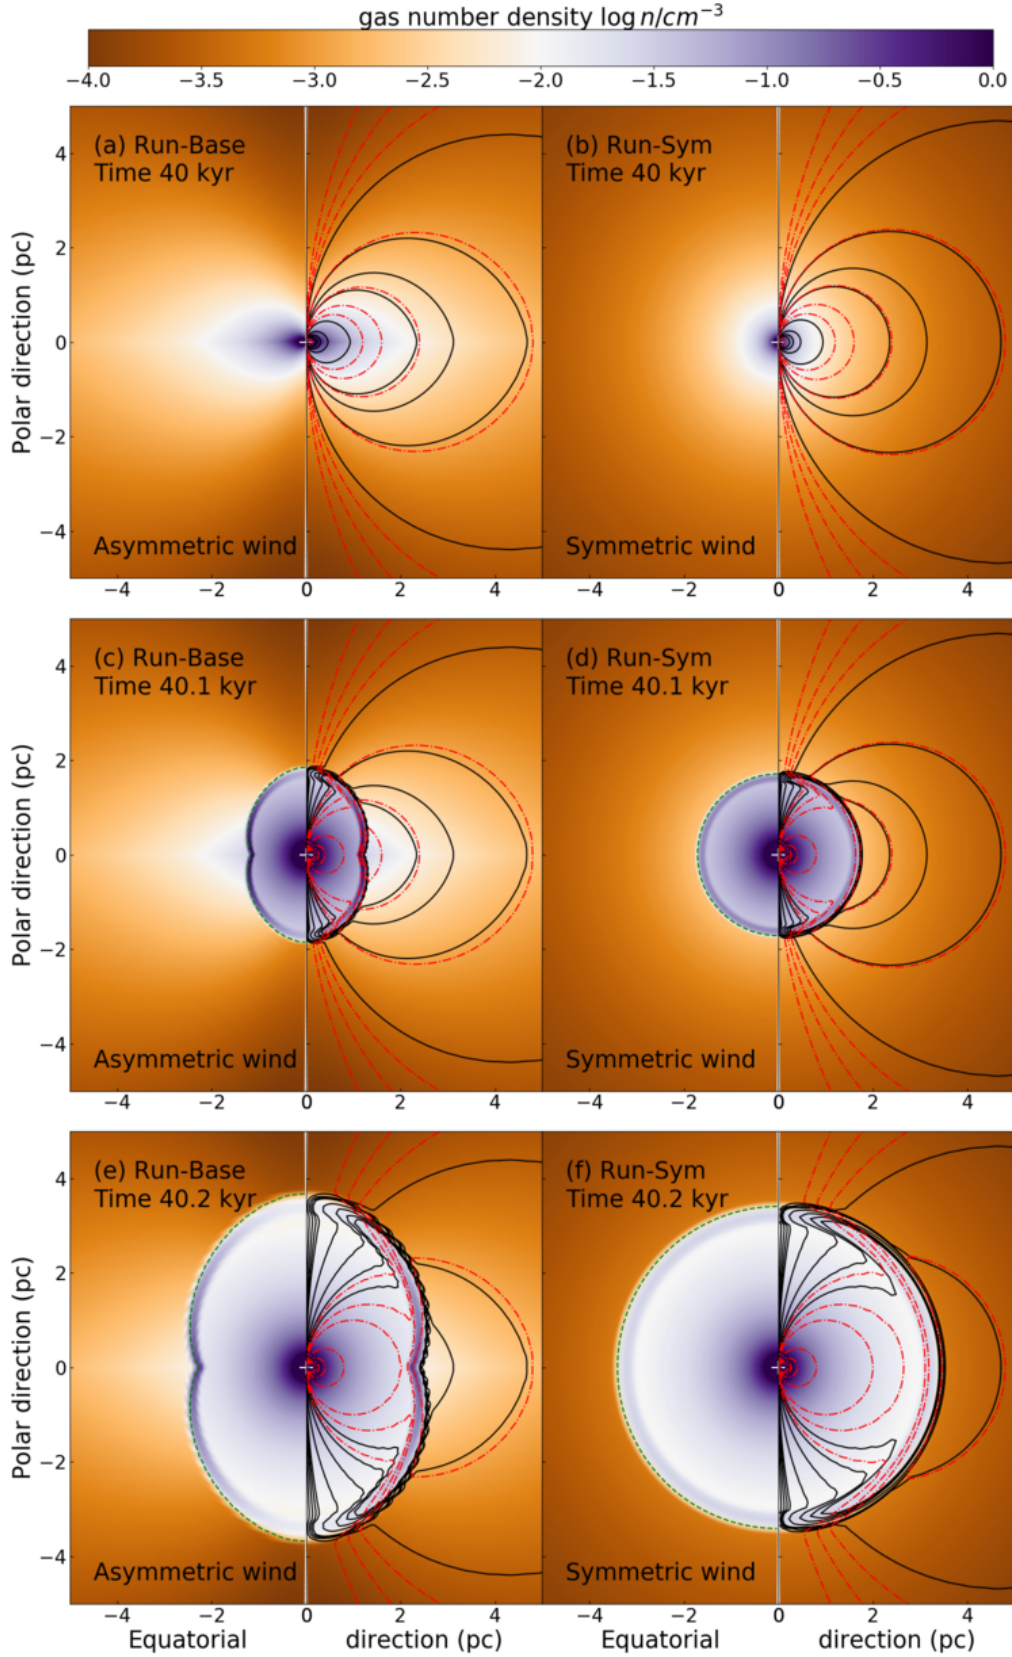 gas number density log n/cm⁻³
−4.0 −3.5 −3.0 −2.5 −2.0 −1.5 −1.0 −0.5 0.0
(a) Run-Base
Time 40 kyr
Asymmetric wind
(b) Run-Sym
Time 40 kyr
Symmetric wind
Polar direction (pc)
4
2
0
−2
−4
−4 −2 0 2 4
−4 −2 0 2 4
(c) Run-Base
Time 40.1 kyr
Asymmetric wind
(d) Run-Sym
Time 40.1 kyr
Symmetric wind
Polar direction (pc)
4
2
0
−2
−4
−4 −2 0 2 4
−4 −2 0 2 4
(e) Run-Base
Time 40.2 kyr
Asymmetric wind
(f) Run-Sym
Time 40.2 kyr
Symmetric wind
Polar direction (pc)
4
2
0
−2
−4
−4 −2 0 2 4
−4 −2 0 2 4
Equatorial direction (pc)
Equatorial direction (pc)